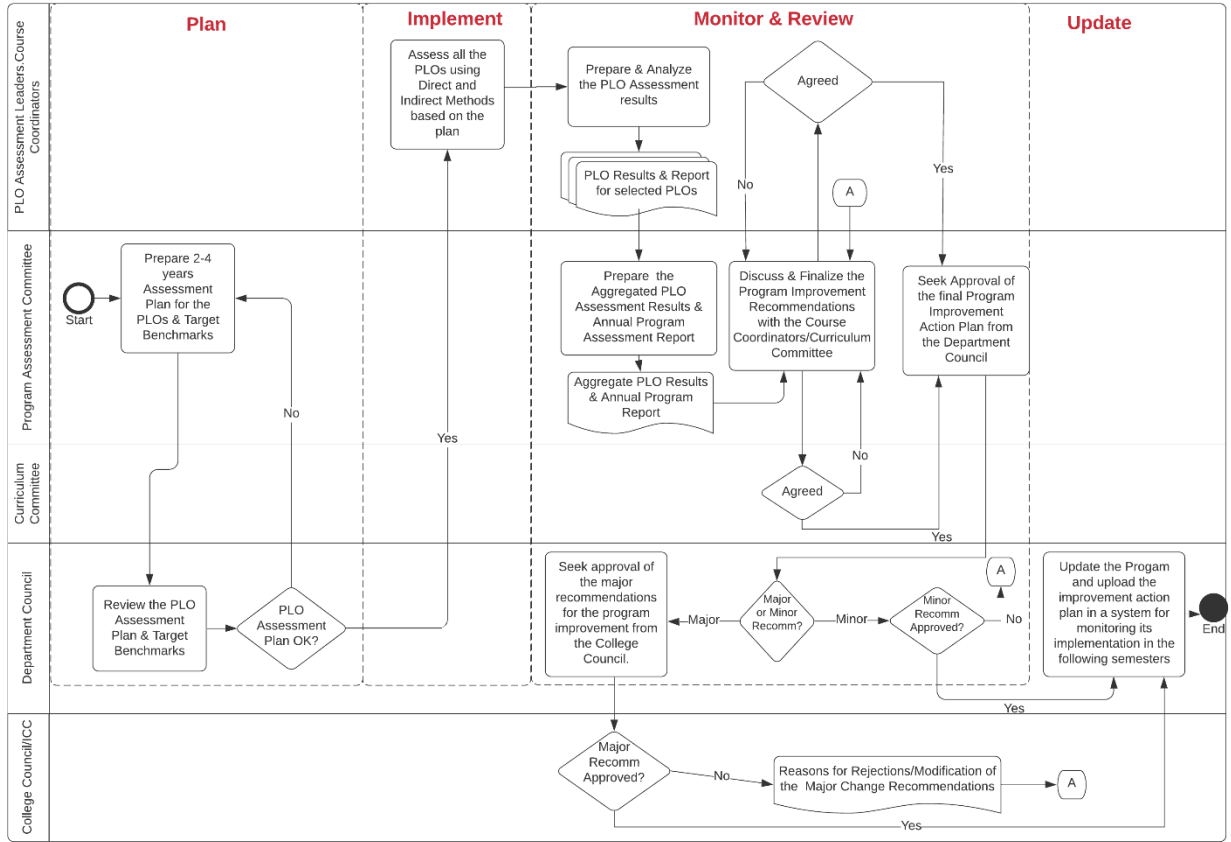 Plan
Implement
Monitor & Review
Update
PLO Assessment Leaders.Course
Coordinators
Assess all the
PLOs using
Direct and
Indirect Methods
based on the
plan
Prepare & Analyze
the PLO Assessment
results
PLO Results & Report
for selected PLOs
Agreed
No
Yes
A
Program Assessment Committee
Start
Prepare 2-4
years
Assessment
Plan for the
PLOs & Target
Benchmarks
No
Yes
Prepare the
Aggregated PLO
Assessment Results &
Annual Program
Assessment Report
Aggregate PLO Results
& Annual Program
Report
Discuss & Finalize the
Program Improvement
Recommendations
with the Course
Coordinators/Curriculum
Committee
Seek Approval of
the final Program
Improvement
Action Plan from
the Department
Council
Curriculum
Committee
Agreed
No
Yes
Department Council
Review the PLO
Assessment
Plan & Target
Benchmarks
PLO
Assessment
Plan OK?
Seek approval of
the major
recommendations
for the program
improvement from
the College
Council.
Major
Major
or Minor
Recomm?
Minor
Minor
Recomm
Approved?
No
A
Yes
Update the Progam
and upload the
improvement action
plan in a system for
monitoring its
implementation in the
following semesters
End
College Council/ICC
Major
Recomm
Approved?
No
Reasons for Rejections/Modification of
the Major Change Recommendations
A
Yes